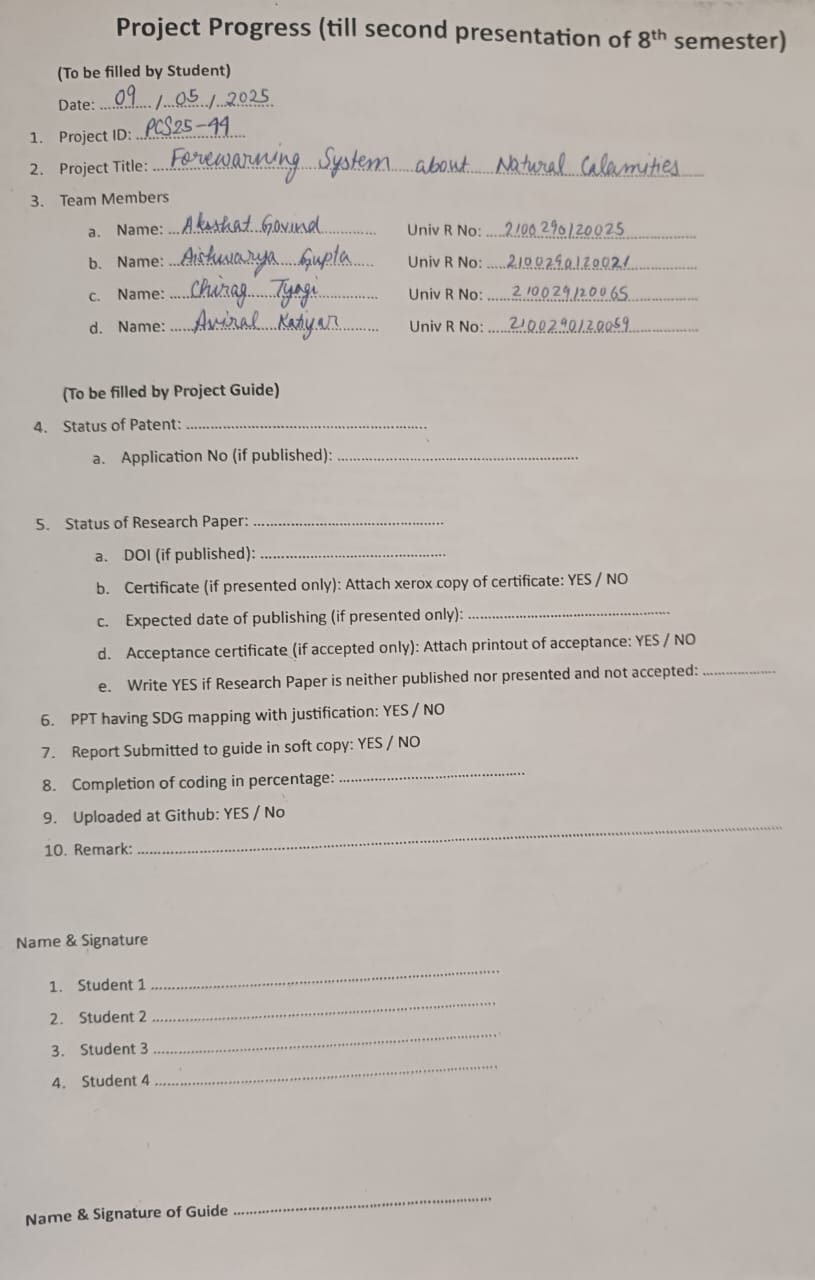 Project Progress (till second presentation of 8th semester)
(To be filled by Student)
Date: 09 / 05 / 2025
1. Project ID: PCS25-49
2. Project Title: Forewarning System about Natural Calamities
3. Team Members
a. Name: Akshat Govind Univ R No: 2100290120025
b. Name: Aishwarya Gupta Univ R No: 2100290120021
c. Name: Chirag Tyagi Univ R No: 210029120065
d. Name: Aviral Katiyar Univ R No: 2100290120059
(To be filled by Project Guide)
4. Status of Patent:
a. Application No (if published):
5. Status of Research Paper:
a. DOI (if published):
b. Certificate (if presented only): Attach xerox copy of certificate: YES / NO
c. Expected date of publishing (if presented only):
d. Acceptance certificate (if accepted only): Attach printout of acceptance: YES / NO
e. Write YES if Research Paper is neither published nor presented and not accepted:
6. PPT having SDG mapping with justification: YES / NO
7. Report Submitted to guide in soft copy: YES / NO
8. Completion of coding in percentage:
9. Uploaded at Github: YES / No
10. Remark:
Name & Signature
1. Student 1
2. Student 2
3. Student 3
4. Student 4
Name & Signature of Guide